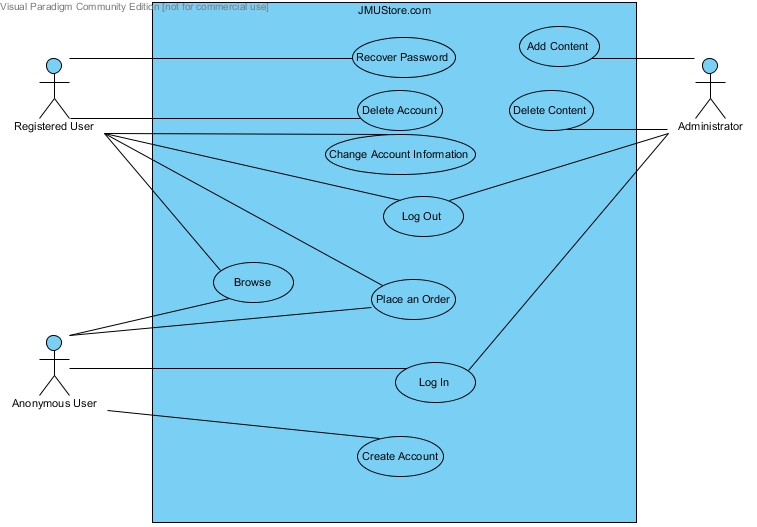 Visual Paradigm Community Edition [not for commercial use]
JMUStore.com
Add Content
Recover Password
Delete Account
Delete Content
Registered User
Administrator
Change Account Information
Log Out
Browse
Place an Order
Log In
Anonymous User
Create Account